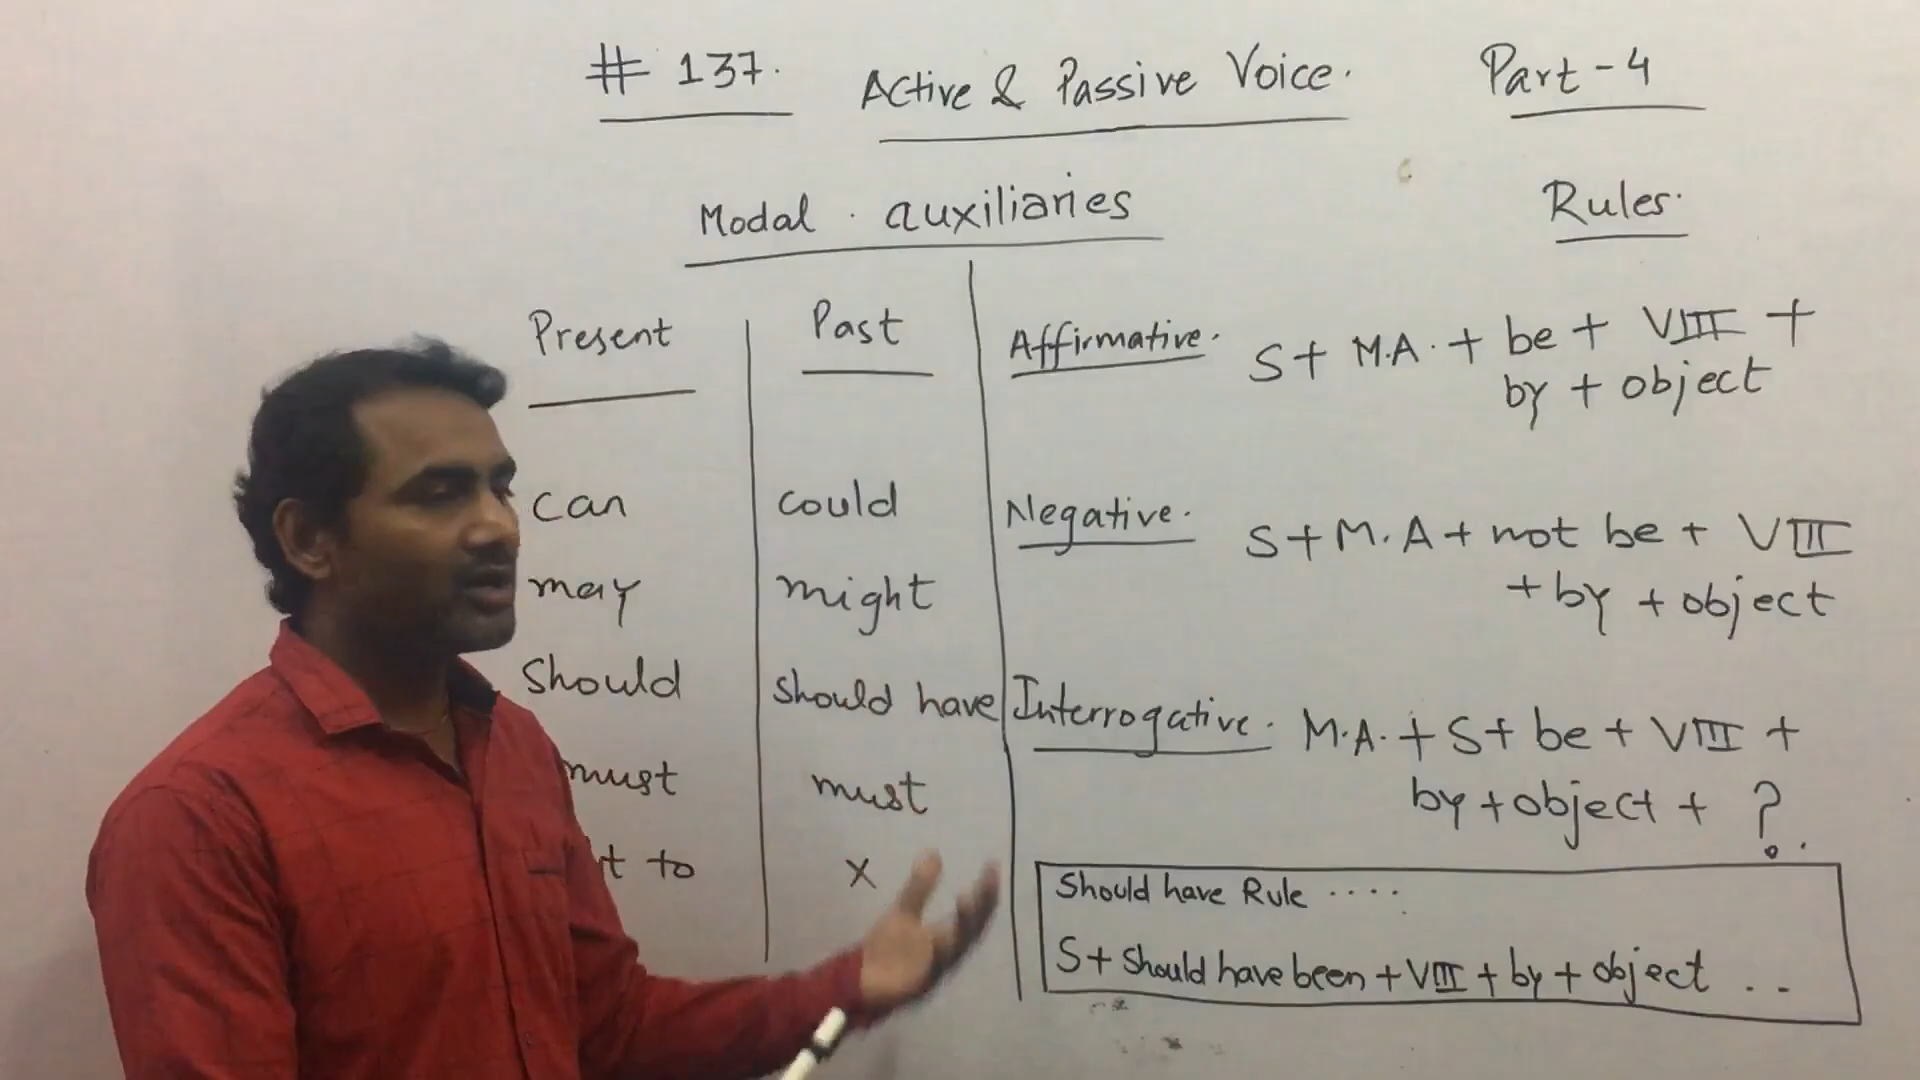 # 137. Active & Passive Voice. Part-4
Modal auxiliaries
Rules.
Present
Past
can
could
may
might
Should
Should have
must
must
to
x
Affirmative. S + M.A. + be + VIII +
by + object
Negative. S + M.A + not be + VIII
+ by + object
Interrogative. M.A. + S + be + VIII +
by + object + ?
Should have Rule ....
S + Should have been + VIII + by + object ..